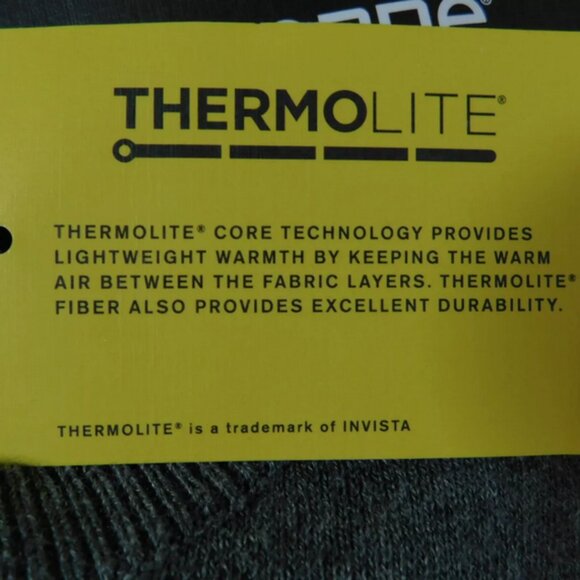 THERMOLITE®
THERMOLITE® CORE TECHNOLOGY PROVIDES
LIGHTWEIGHT WARMTH BY KEEPING THE WARM
AIR BETWEEN THE FABRIC LAYERS. THERMOLITE®
FIBER ALSO PROVIDES EXCELLENT DURABILITY.
THERMOLITE® is a trademark of INVISTA